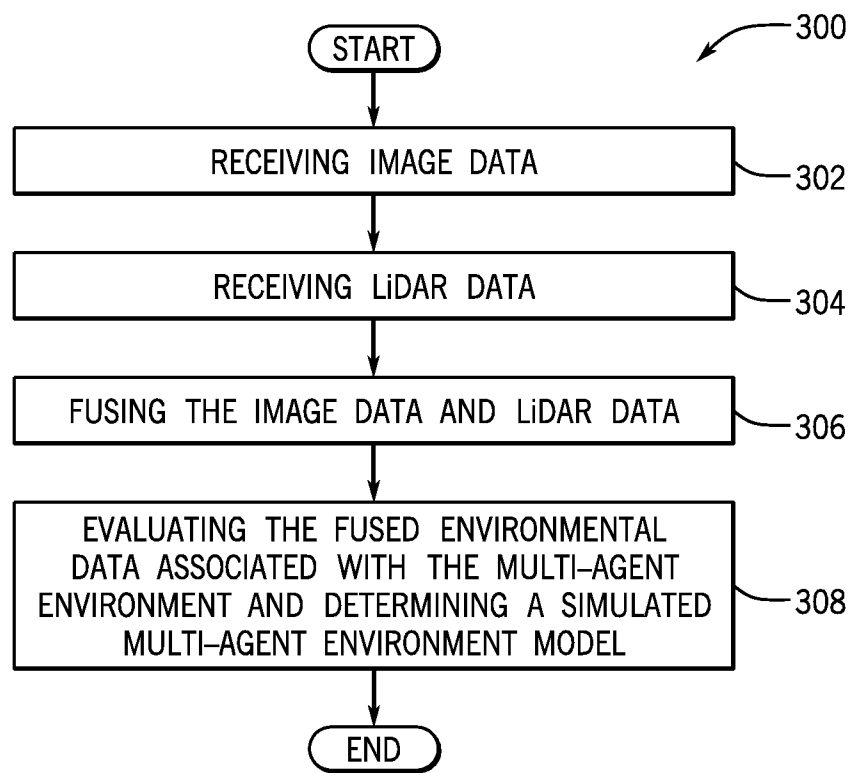 300
START
RECEIVING IMAGE DATA
302
RECEIVING LiDAR DATA
304
FUSING THE IMAGE DATA AND LiDAR DATA
306
EVALUATING THE FUSED ENVIRONMENTAL
DATA ASSOCIATED WITH THE MULTI–AGENT
ENVIRONMENT AND DETERMINING A SIMULATED
MULTI–AGENT ENVIRONMENT MODEL
308
END